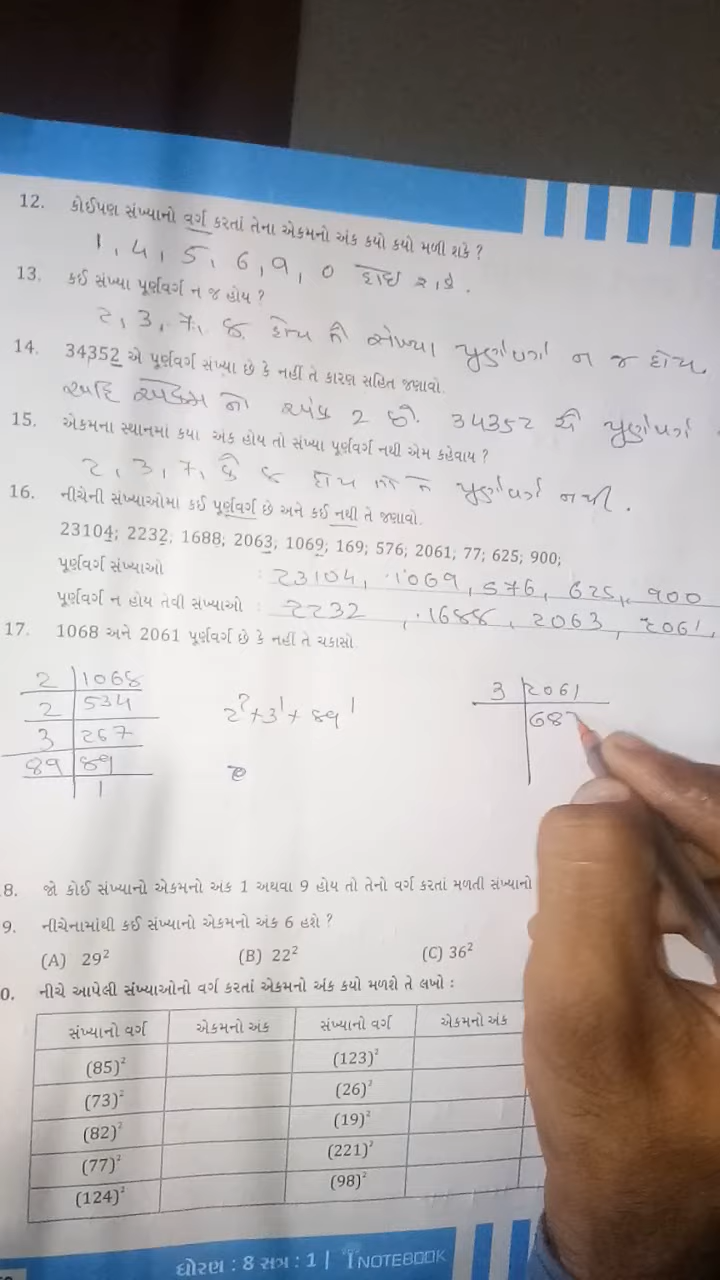 12. કોઈપણ સંખ્યાનો વર્ગ કરતાં તેના એકમનો અંક કયો કયો મળી શકે ?
1, 4, 5, 6, 9, 0 હોઈ શકે.
13. કઈ સંખ્યા પૂર્ણવર્ગ ન જ હોય ?
2, 3, 7, 8 હોય તો સંખ્યા પૂર્ણવર્ગ ન જ હોય
14. 34352 એ પૂર્ણવર્ગ સંખ્યા છે કે નહીં તે કારણ સહિત જણાવો.
અહિ એકમ નો અંક 2 છે. 34352 એ પૂર્ણવર્ગ
15. એકમના સ્થાનમાં કયા અંક હોય તો સંખ્યા પૂર્ણવર્ગ નથી એમ કહેવાય ?
2, 3, 7, કે 8 હોય તો તે પૂર્ણવર્ગ નથી.
16. નીચેની સંખ્યાઓમાં કઈ પૂર્ણવર્ગ છે અને કઈ નથી તે જણાવો.
23104; 2232; 1688; 2063; 1069; 169; 576; 2061; 77; 625; 900;
પૂર્ણવર્ગ સંખ્યાઓ : 23104, 1069, 576, 625, 900
પૂર્ણવર્ગ ન હોય તેવી સંખ્યાઓ : 2232, 1688, 2063, 2061,
17. 1068 અને 2061 પૂર્ણવર્ગ છે કે નહીં તે ચકાસો.
2 1068 3 2061
2 534 2² + 3¹ + 89¹ 687
3 267
89 89
1
8. જો કોઈ સંખ્યાનો એકમનો અંક 1 અથવા 9 હોય તો તેનો વર્ગ કરતાં મળતી સંખ્યાનો
9. નીચેનામાંથી કઈ સંખ્યાનો એકમનો અંક 6 હશે ?
(A) 29² (B) 22² (C) 36²
0. નીચે આપેલી સંખ્યાઓનો વર્ગ કરતાં એકમનો અંક કયો મળશે તે લખો :
સંખ્યાનો વર્ગ એકમનો અંક સંખ્યાનો વર્ગ એકમનો અંક
(85)² (123)²
(73)² (26)²
(82)² (19)²
(77)² (221)²
(124)² (98)²
ધોરણ : 8 સત્ર : 1 | NOTEBOOK